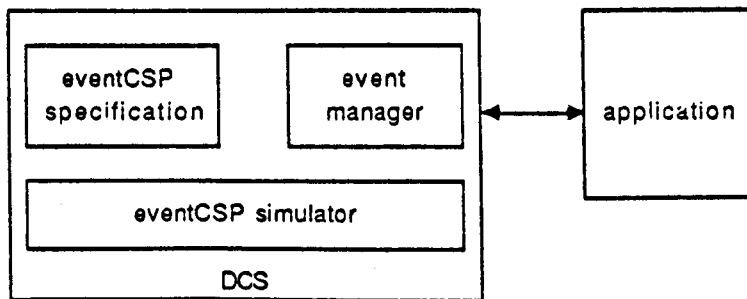 eventCSP
specification
event
manager
application
eventCSP simulator
DCS